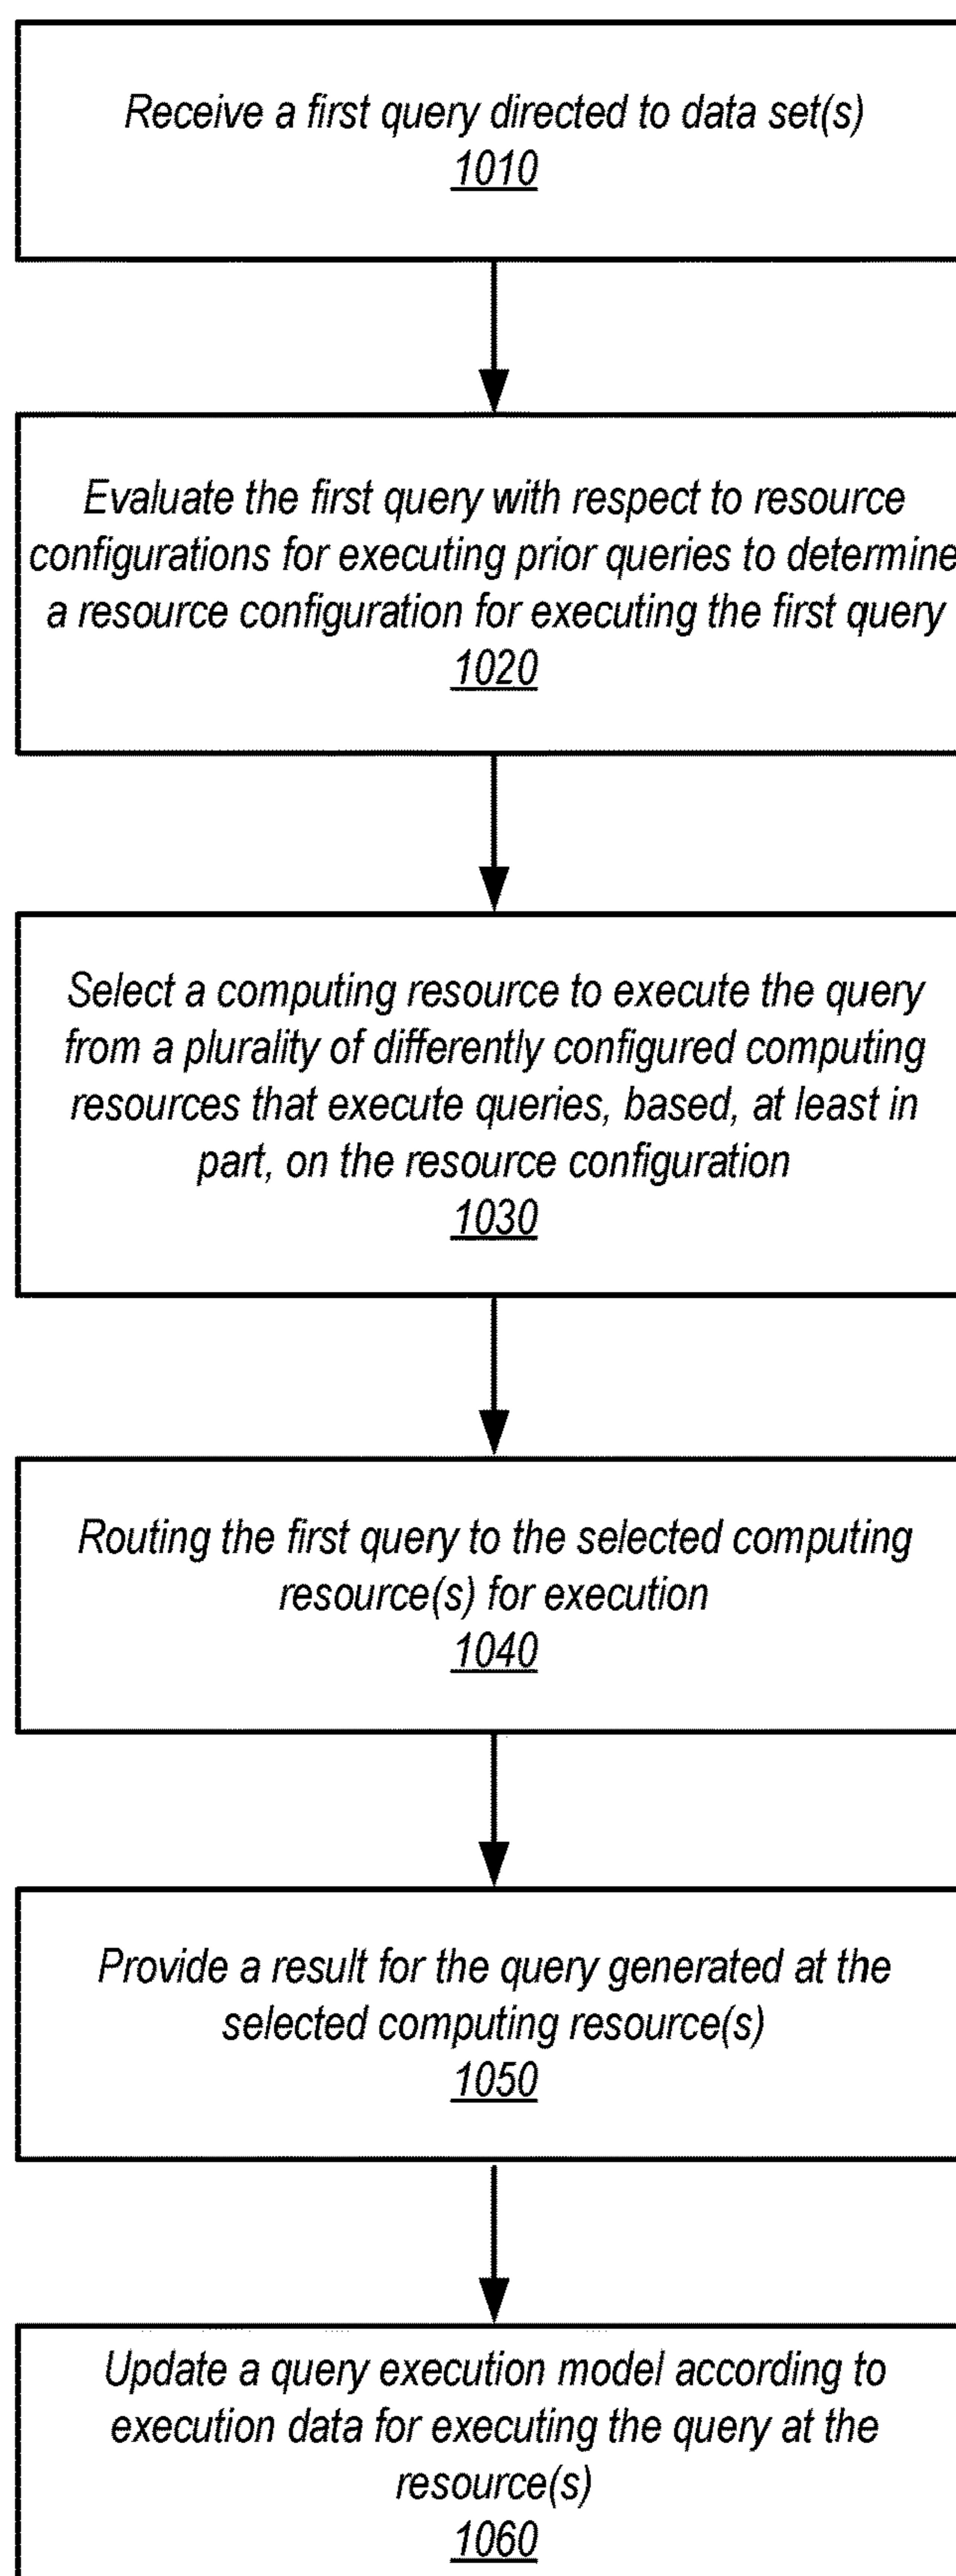 Receive a first query directed to data set(s)
1010
Evaluate the first query with respect to resource
configurations for executing prior queries to determine
a resource configuration for executing the first query
1020
Select a computing resource to execute the query
from a plurality of differently configured computing
resources that execute queries, based, at least in
part, on the resource configuration
1030
Routing the first query to the selected computing
resource(s) for execution
1040
Provide a result for the query generated at the
selected computing resource(s)
1050
Update a query execution model according to
execution data for executing the query at the
resource(s)
1060